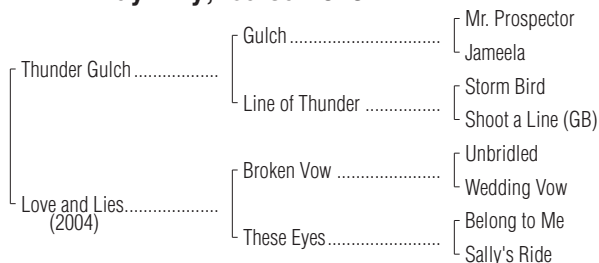 Mr. Prospector
Gulch ...............................
Jameela
Thunder Gulch .................
Storm Bird
Line of Thunder ...............
Shoot a Line (GB)
Unbridled
Broken Vow .....................
Wedding Vow
Love and Lies...................
(2004)
Belong to Me
These Eyes .......................
Sally's Ride